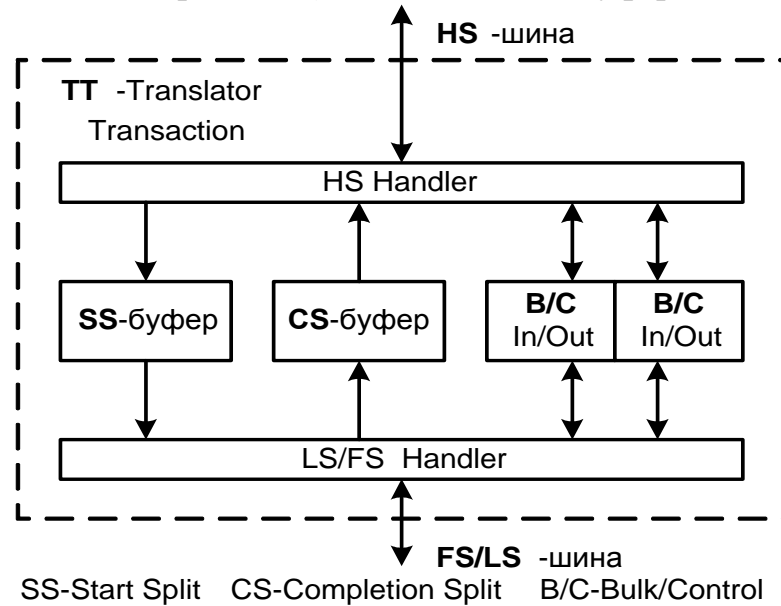 HS -шина
TT -Translator
Transaction
HS Handler
SS-буфер CS-буфер B/C In/Out B/C In/Out
LS/FS Handler
FS/LS -шина
SS-Start Split CS-Completion Split B/C-Bulk/Control